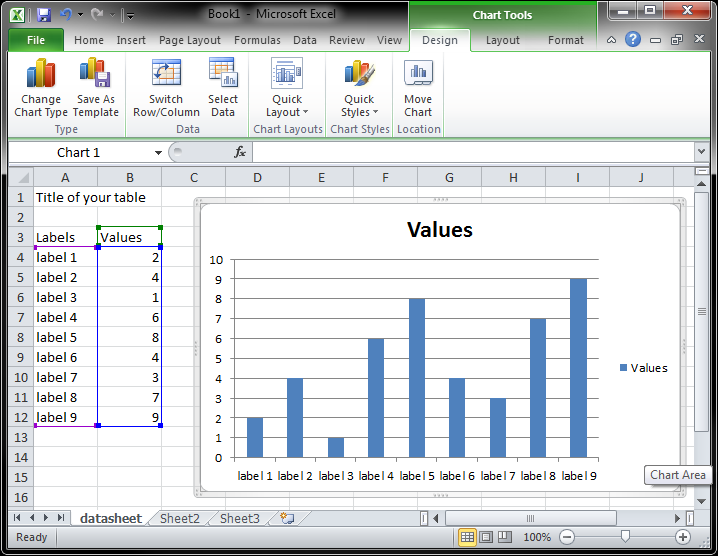 Book1 - Microsoft Excel
Chart Tools
File Home Insert Page Layout Formulas Data Review View Design Layout Format
Change Chart Type
Save As Template
Switch Row/Column
Select Data
Quick Layout
Quick Styles
Move Chart
Type Data Chart Layouts Chart Styles Location
Chart 1 fx
A B C D E F G H I J
1 Title of your table
2
3 Labels Values
4 label 1 2
5 label 2 4
6 label 3 1
7 label 4 6
8 label 5 8
9 label 6 4
10 label 7 3
11 label 8 7
12 label 9 9
13
14
15
16
Values
10
9
8
7
6
5
4
3
2
1
0
label 1 label 2 label 3 label 4 label 5 label 6 label 7 label 8 label 9
Values
Chart Area
datasheet Sheet2 Sheet3
Ready 100%